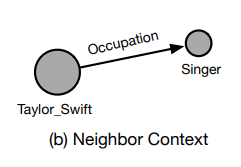 Occupation
Singer
Taylor_Swift
(b) Neighbor Context